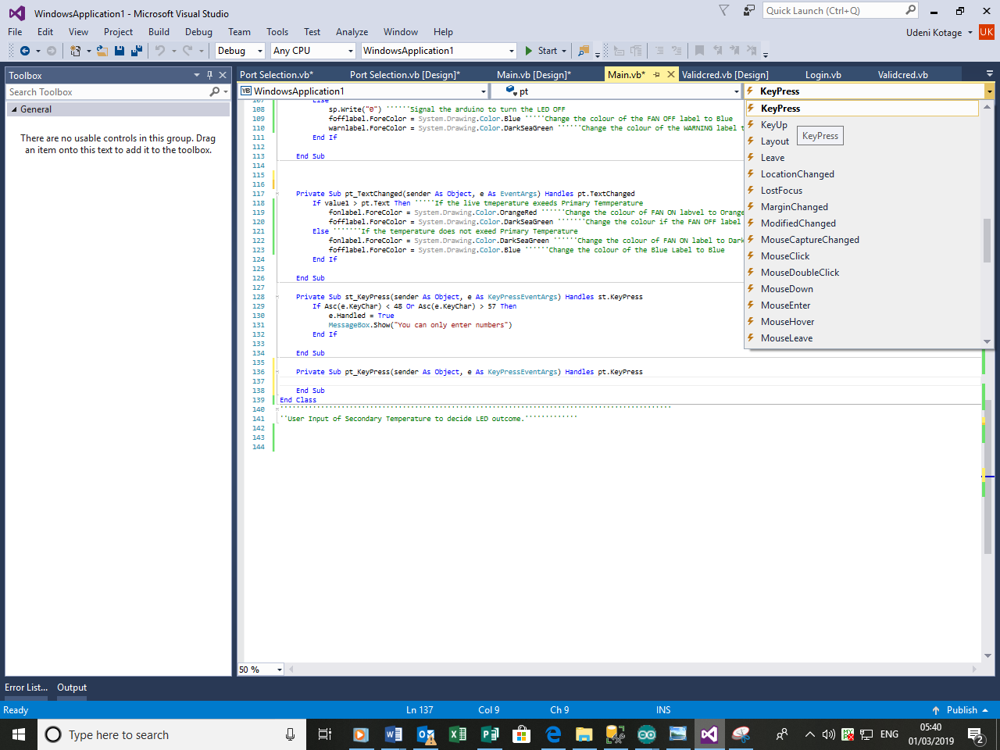 WindowsApplication1 - Microsoft Visual Studio
Quick Launch (Ctrl+Q)
File Edit View Project Build Debug Team Tools Test Analyze Window Help
Udeni Kotage UK
Debug Any CPU WindowsApplication1 Start
Toolbox
Port Selection.vb* Port Selection.vb [Design]* Main.vb [Design]* Main.vb* Validcred.vb [Design] Login.vb Validcred.vb
Search Toolbox
VB WindowsApplication1 pt KeyPress
General
There are no usable controls in this group. Drag
an item onto this text to add it to the toolbox.
107 Else
108 sp.Write("0") ''''''Signal the arduino to turn the LED OFF
109 fofflabel.ForeColor = System.Drawing.Color.Blue '''''Change the colour of the FAN OFF label to Blue
110 warnlabel.ForeColor = System.Drawing.Color.DarkSeaGreen ''''''Change the colour of the WARNING label t
111 End If
112
113 End Sub
114
115
116
117 Private Sub pt_TextChanged(sender As Object, e As EventArgs) Handles pt.TextChanged
118 If value1 > pt.Text Then '''''If the live tmeperature exceeds Primary Temmperature
119 fonlabel.ForeColor = System.Drawing.Color.OrangeRed ''''''Change the colour of FAN ON labvel to Orange
120 fofflabel.ForeColor = System.Drawing.Color.DarkSeaGreen '''''''Change the colour if the FAN OFF label
121 Else '''''''If the temperature does not exeed Primary Temperature
122 fonlabel.ForeColor = System.Drawing.Color.DarkSeaGreen ''''''Change the colour of FAN ON label to Dark
123 fofflabel.ForeColor = System.Drawing.Color.Blue ''''''Change the colour of the Blue Label to Blue
124 End If
125
126 End Sub
127
128 Private Sub st_KeyPress(sender As Object, e As KeyPressEventArgs) Handles st.KeyPress
129 If Asc(e.KeyChar) < 48 Or Asc(e.KeyChar) > 57 Then
130 e.Handled = True
131 MessageBox.Show("You can only enter numbers")
132 End If
133
134 End Sub
135
136 Private Sub pt_KeyPress(sender As Object, e As KeyPressEventArgs) Handles pt.KeyPress
137
138 End Sub
139 End Class
140 ''''''''''''''''''''''''''''''''''''''''''''''''''''''''''''''''''''''''''''''''''''''''''''''''
141 ''User Input of Secondary Temperature to decide LED outcome.'''''''''''''
142
143
144
KeyPress
KeyUp
KeyPress
Layout
Leave
LocationChanged
LostFocus
MarginChanged
ModifiedChanged
MouseCaptureChanged
MouseClick
MouseDoubleClick
MouseDown
MouseEnter
MouseHover
MouseLeave
50 %
Error List... Output
Ready Ln 137 Col 9 Ch 9 INS Publish
Type here to search
ENG
05:40
01/03/2019
2